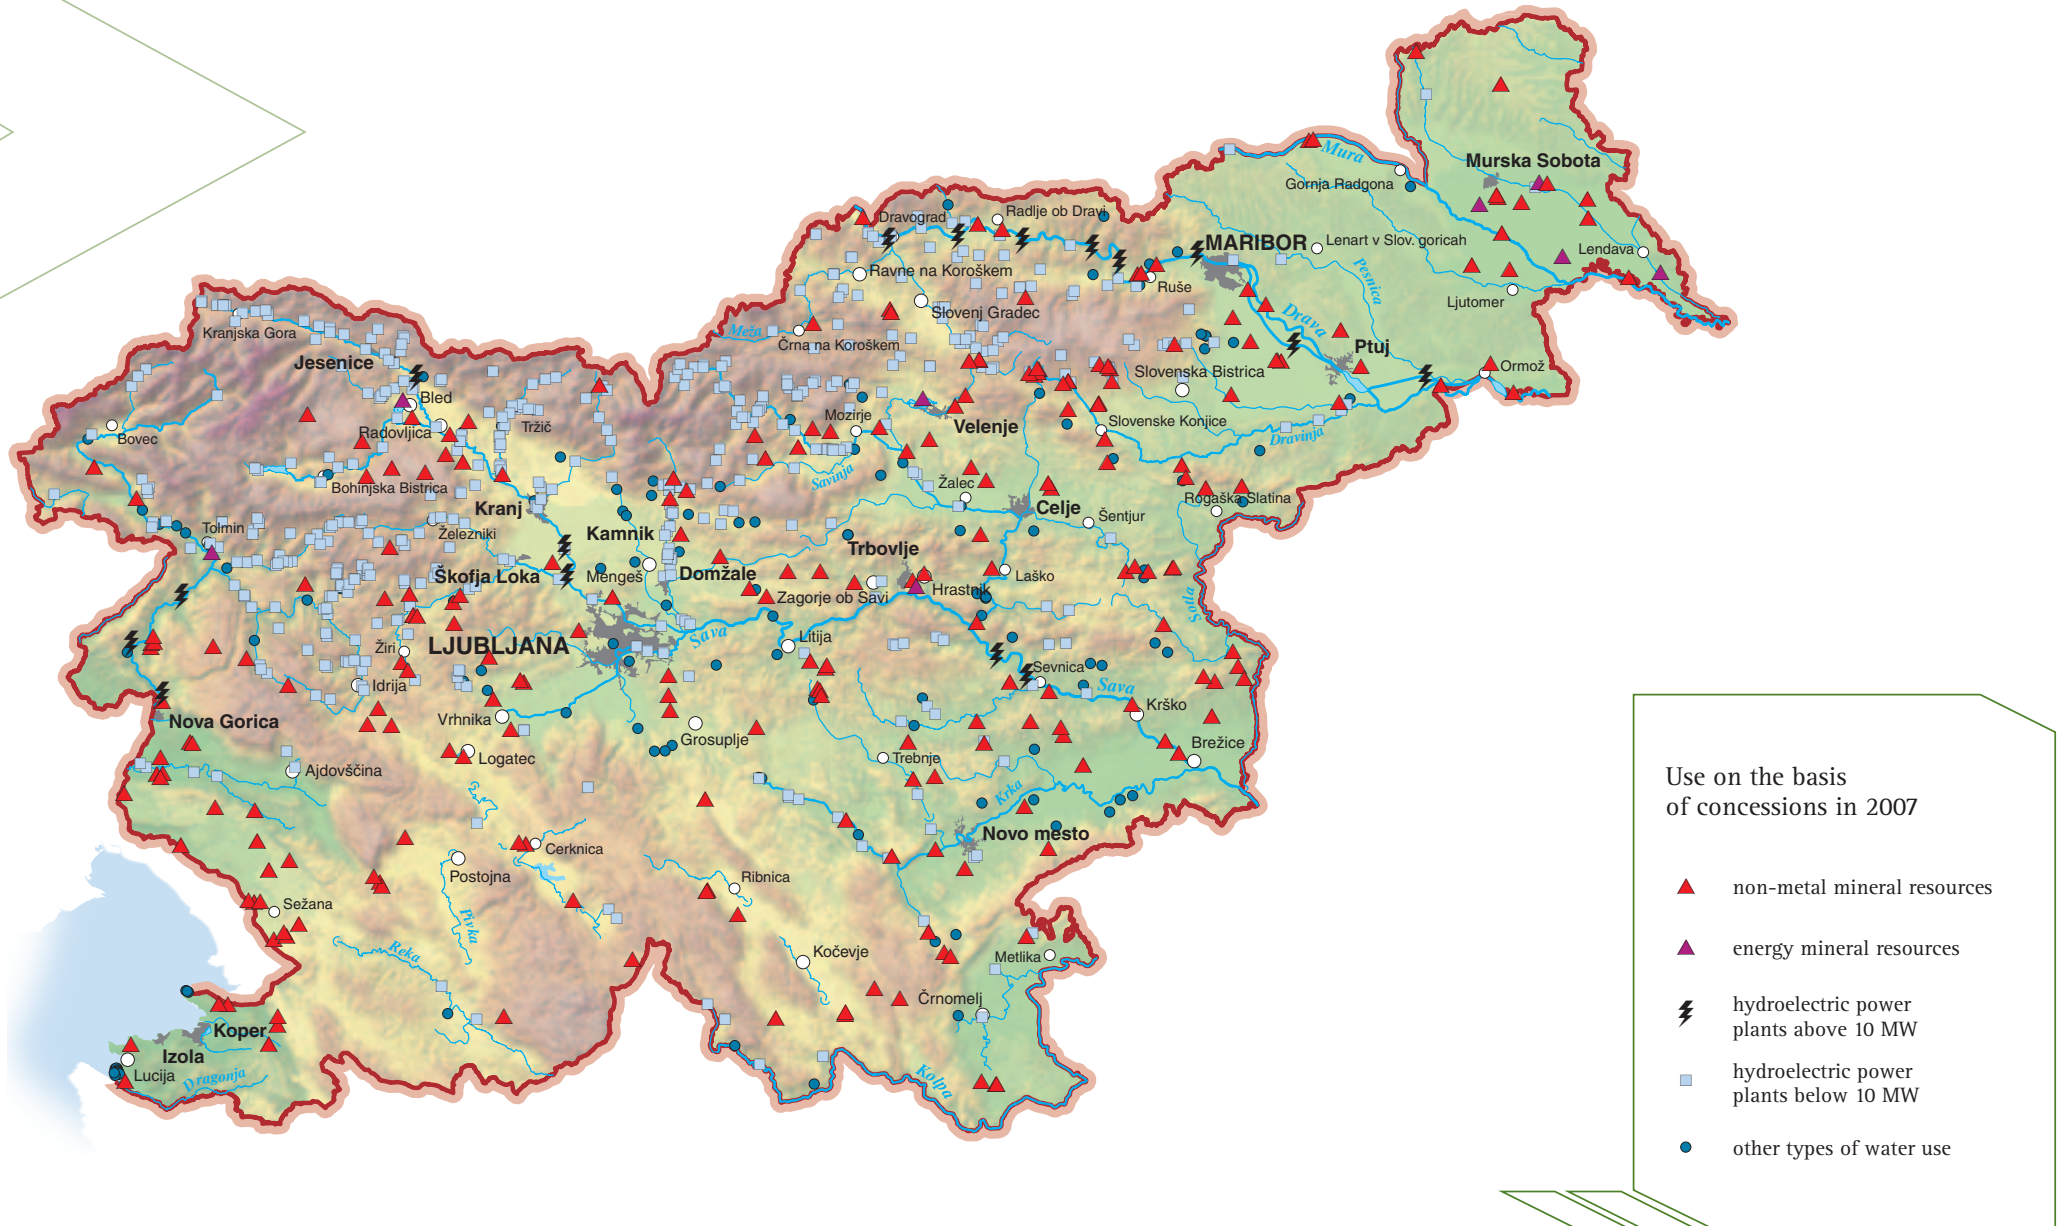 Mura
Murska Sobota
Gornja Radgona
Dravograd
Radlje ob Dravi
MARIBOR
Lenart v Slov. goricah
Lendava
Pesnica
Ravne na Koroškem
Ruše
Ljutomer
Slovenj Gradec
Drava
Kranjska Gora
Meža
Črna na Koroškem
Ptuj
Jesenice
Slovenska Bistrica
Ormož
Bled
Mozirje
Velenje
Slovenske Konjice
Radovljica
Tržič
Bovec
Dravinja
Savinja
Bohinjska Bistrica
Žalec
Rogaška Slatina
Kranj
Celje
Šentjur
Tolmin
Železniki
Kamnik
Trbovlje
Škofja Loka
Mengeš
Domžale
Laško
Hrastnik
Zagorje ob Savi
Sotla
Sava
Litija
LJUBLJANA
Žiri
Sevnica
Idrija
Sava
Krško
Nova Gorica
Vrhnika
Grosuplje
Brežice
Logatec
Trebnje
Ajdovščina
Krka
Novo mesto
Cerknica
Postojna
Ribnica
Sežana
Pivka
Reka
Kočevje
Metlika
Črnomelj
Koper
Izola
Lucija
Dragonja
Kolpa
Use on the basis
of concessions in 2007
non-metal mineral resources
energy mineral resources
hydroelectric power
plants above 10 MW
hydroelectric power
plants below 10 MW
other types of water use